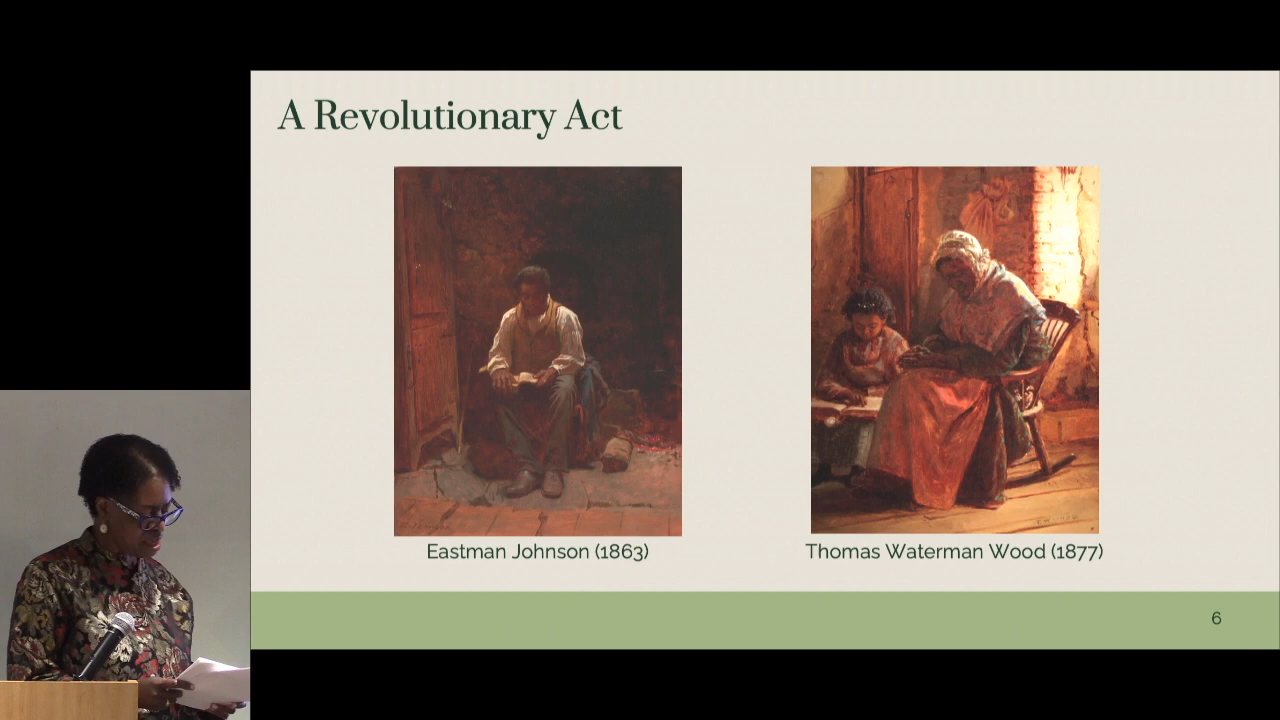 A Revolutionary Act
Eastman Johnson (1863)
Thomas Waterman Wood (1877)
6